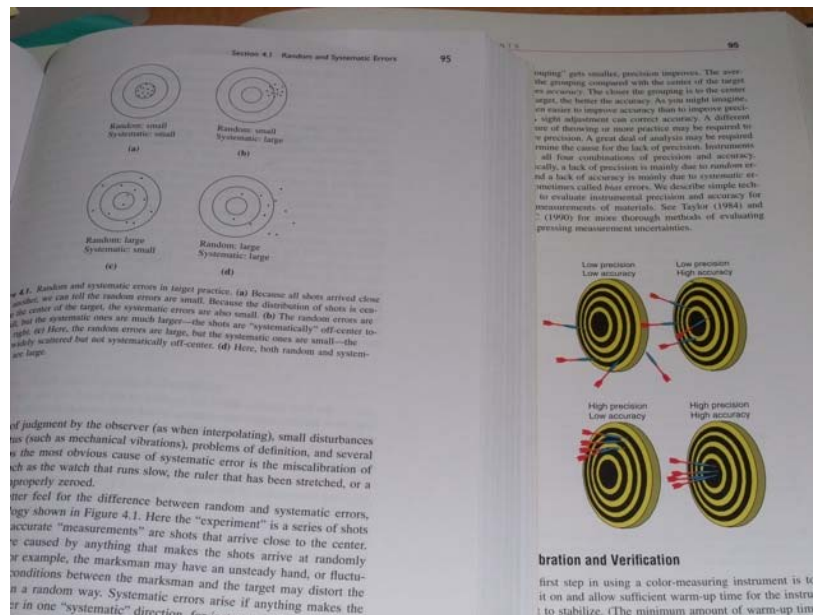 Section 4.1 Random and Systematic Errors 95
Random: small
Systematic: small
(a)
Random: small
Systematic: large
(b)
Random: large
Systematic: small
(c)
Random: large
Systematic: large
(d)
4.1. Random and systematic errors in target practice. (a) Because all shots arrived close
another, we can tell the random errors are small. Because the distribution of shots is cen-
the center of the target, the systematic errors are also small. (b) The random errors are
but the systematic ones are much larger—the shots are "systematically" off-center to-
right. (c) Here, the random errors are large, but the systematic ones are small—the
widely scattered but not systematically off-center. (d) Here, both random and system-
are large.
of judgment by the observer (as when interpolating), small disturbances
(such as mechanical vibrations), problems of definition, and several
the most obvious cause of systematic error is the miscalibration of
as the watch that runs slow, the ruler that has been stretched, or a
properly zeroed.
feel for the difference between random and systematic errors,
shown in Figure 4.1. Here the "experiment" is a series of shots
accurate "measurements" are shots that arrive close to the center.
caused by anything that makes the shots arrive at randomly
example, the marksman may have an unsteady hand, or fluctu-
conditions between the marksman and the target may distort the
in a random way. Systematic errors arise if anything makes the
in one "systematic" direction,
95
gets smaller, precision improves. The aver-
the grouping compared with the center of the target
accuracy. The closer the grouping is to the center
target, the better the accuracy. As you might imagine,
easier to improve accuracy than to improve preci-
sight adjustment can correct accuracy. A different
of throwing or more practice may be required to
precision. A great deal of analysis may be required
the cause for the lack of precision. Instruments
all four combinations of precision and accuracy.
a lack of precision is mainly due to random er-
a lack of accuracy is mainly due to systematic er-
sometimes called bias errors. We describe simple tech-
to evaluate instrumental precision and accuracy for
measurements of materials. See Taylor (1984) and
(1990) for more thorough methods of evaluating
pressing measurement uncertainties.
Low precision
Low accuracy
Low precision
High accuracy
High precision
Low accuracy
High precision
High accuracy
bration and Verification
first step in using a color-measuring instrument is to
it on and allow sufficient warm-up time for the instru
to stabilize. (The minimum amount of warm-up time